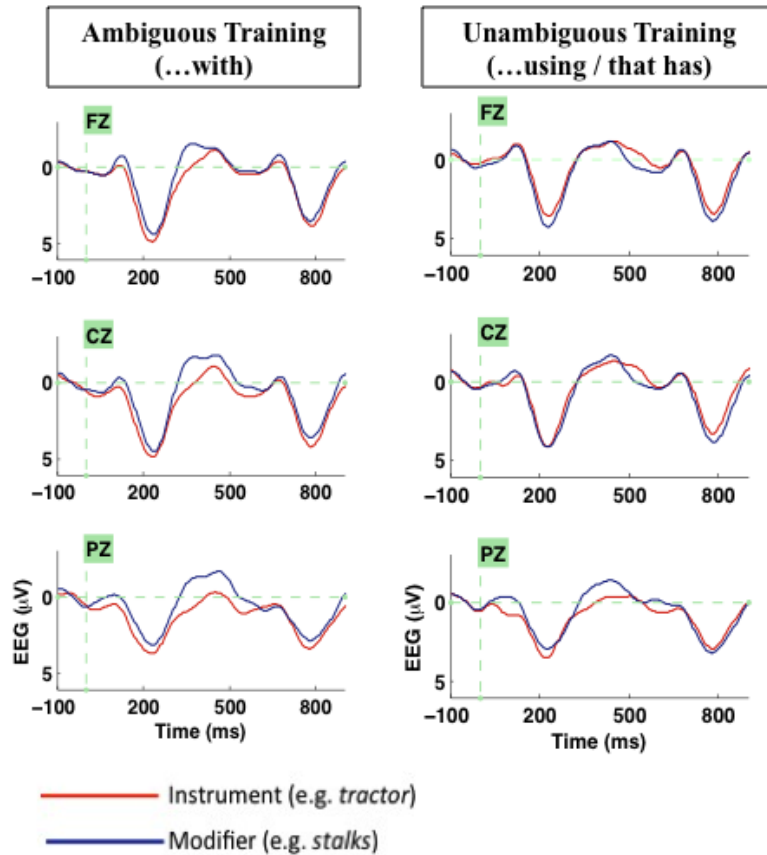 Ambiguous Training
(…with)
Unambiguous Training
(…using / that has)
FZ
0
5
−100
200
500
800
FZ
0
5
−100
200
500
800
CZ
0
5
−100
200
500
800
CZ
0
5
−100
200
500
800
PZ
0
5
EEG (μV)
−100
200
500
800
Time (ms)
PZ
0
5
EEG (μV)
−100
200
500
800
Time (ms)
Instrument (e.g. tractor)
Modifier (e.g. stalks)